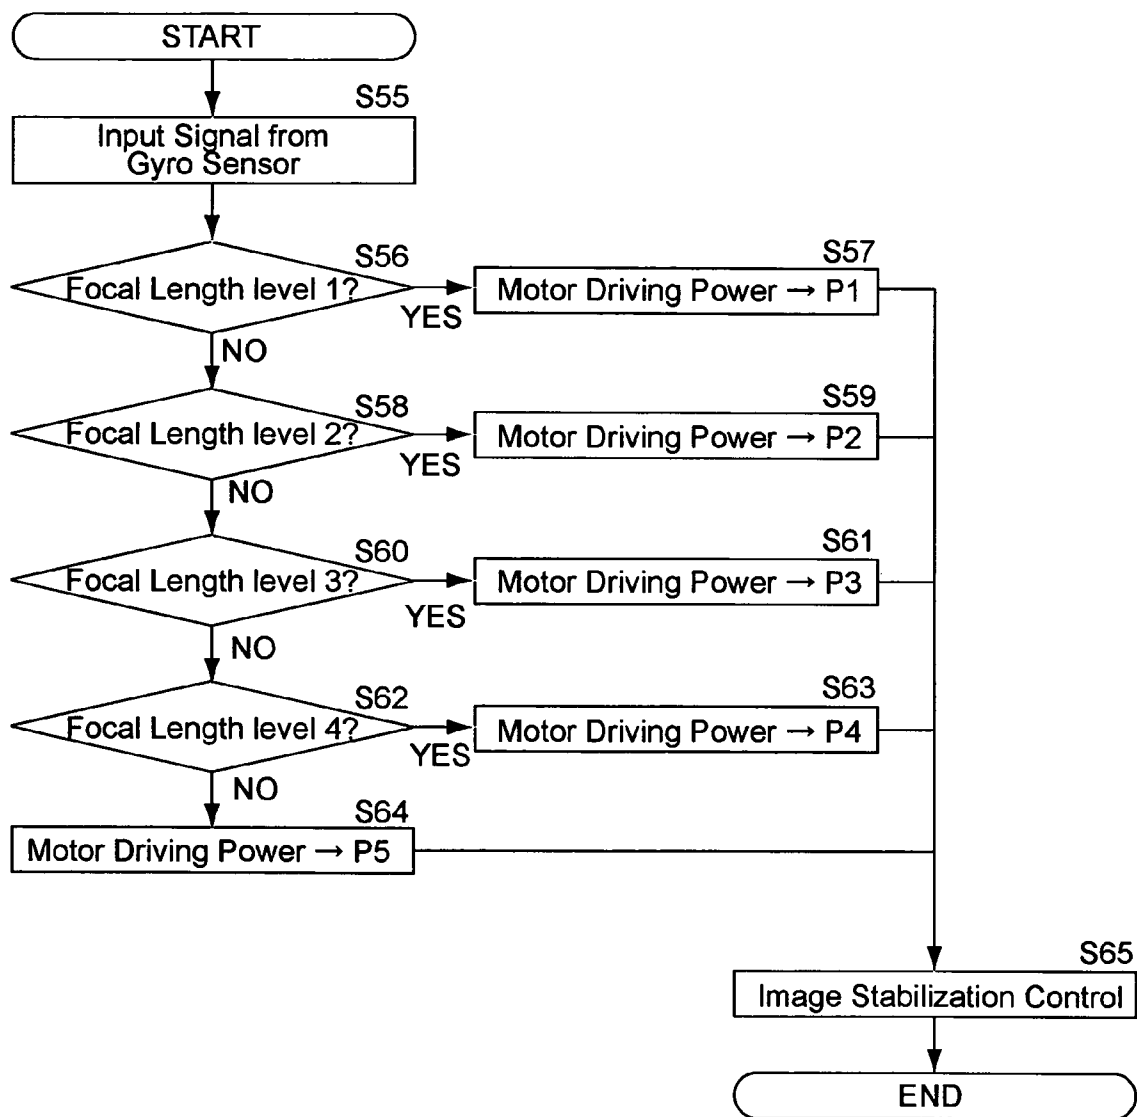 START
S55
Input Signal from
Gyro Sensor
S56
Focal Length level 1?
YES
NO
S57
Motor Driving Power → P1
S58
Focal Length level 2?
YES
NO
S59
Motor Driving Power → P2
S60
Focal Length level 3?
YES
NO
S61
Motor Driving Power → P3
S62
Focal Length level 4?
YES
NO
S63
Motor Driving Power → P4
S64
Motor Driving Power → P5
S65
Image Stabilization Control
END